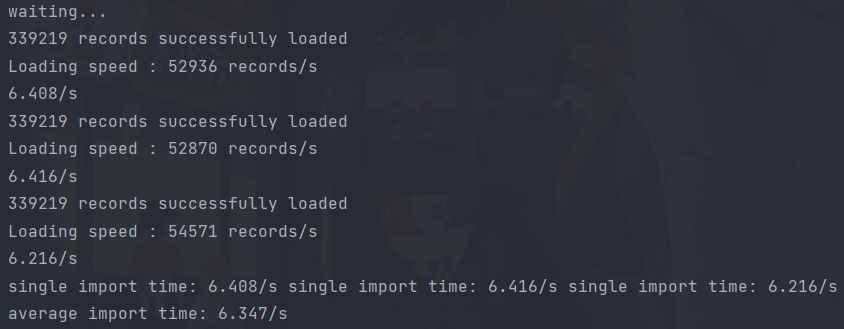 waiting...
339219 records successfully loaded
Loading speed : 52936 records/s
6.408/s
339219 records successfully loaded
Loading speed : 52870 records/s
6.416/s
339219 records successfully loaded
Loading speed : 54571 records/s
6.216/s
single import time: 6.408/s single import time: 6.416/s single import time: 6.216/s
average import time: 6.347/s